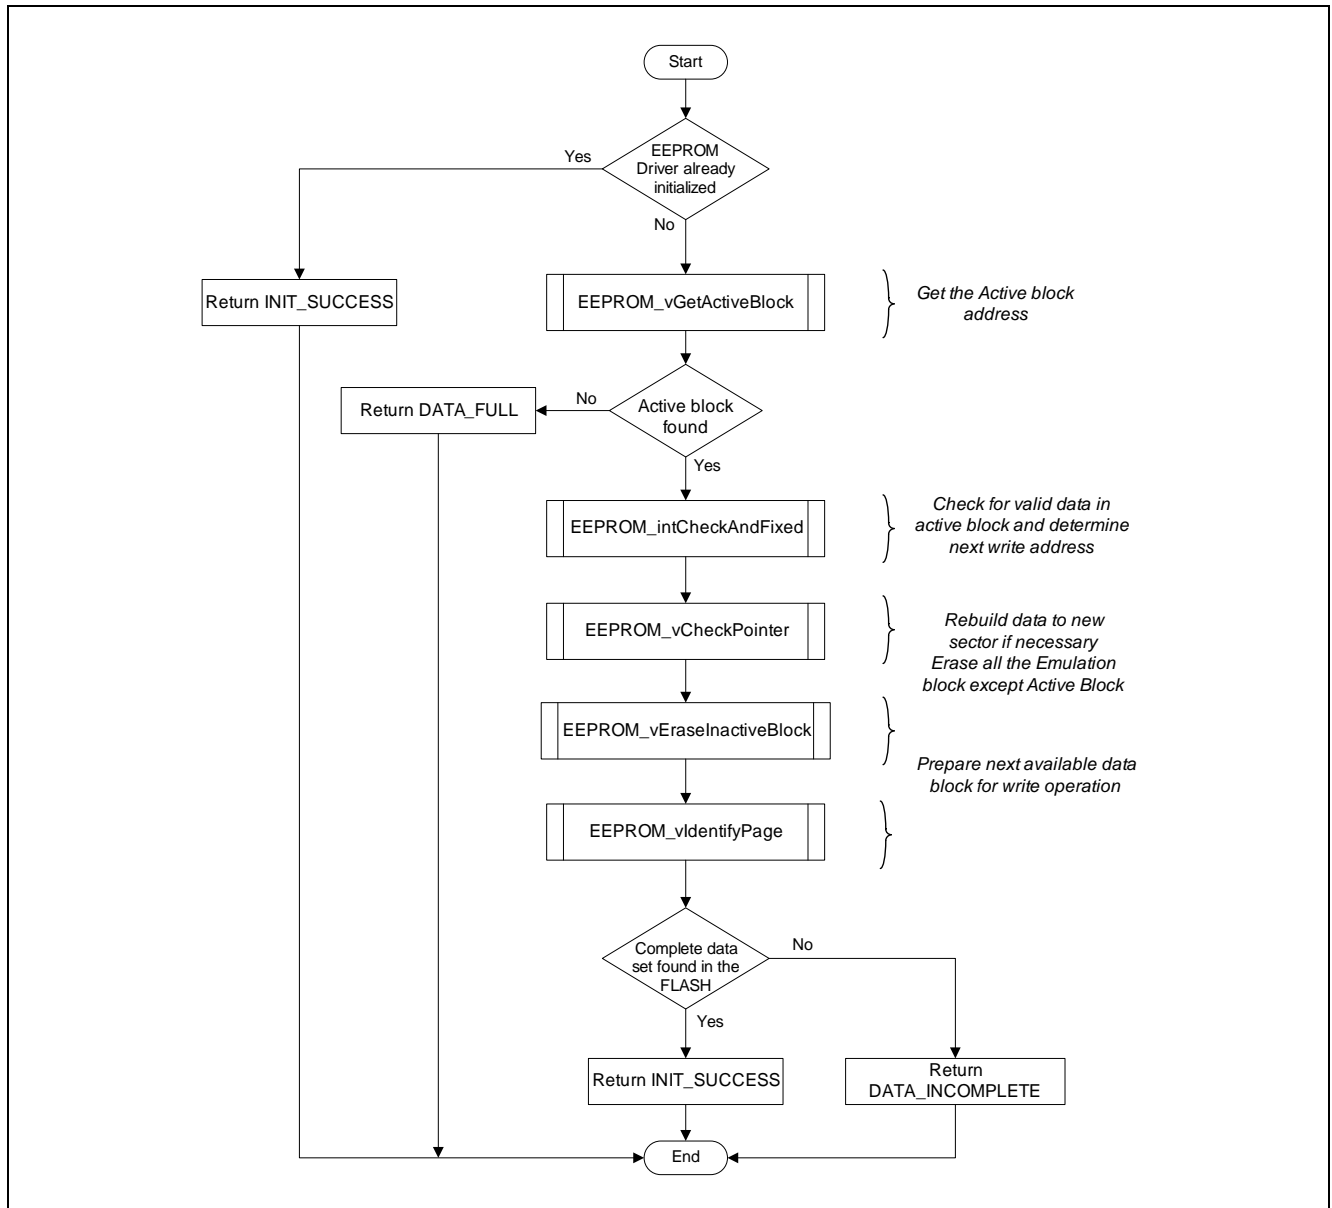 Start
EEPROM
Driver already
initialized
Yes
No
Return INIT_SUCCESS
EEPROM_vGetActiveBlock
Get the Active block
address
Return DATA_FULL
No
Active block
found
Yes
EEPROM_intCheckAndFixed
Check for valid data in
active block and determine
next write address
EEPROM_vCheckPointer
Rebuild data to new
sector if necessary
Erase all the Emulation
block except Active Block
EEPROM_vEraseInactiveBlock
Prepare next available data
block for write operation
EEPROM_vIdentifyPage
Complete data
set found in the
FLASH
No
Yes
Return INIT_SUCCESS
Return
DATA_INCOMPLETE
End